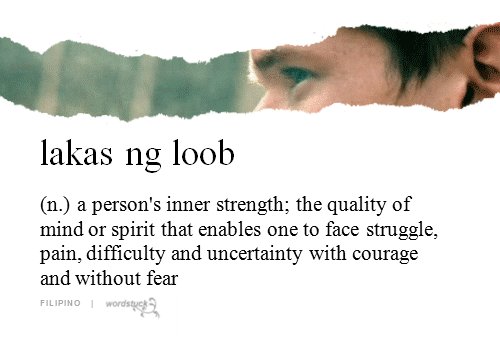 lakas ng loob
(n.) a person's inner strength; the quality of
mind or spirit that enables one to face struggle,
pain, difficulty and uncertainty with courage
and without fear
FILIPINO | wordstuck